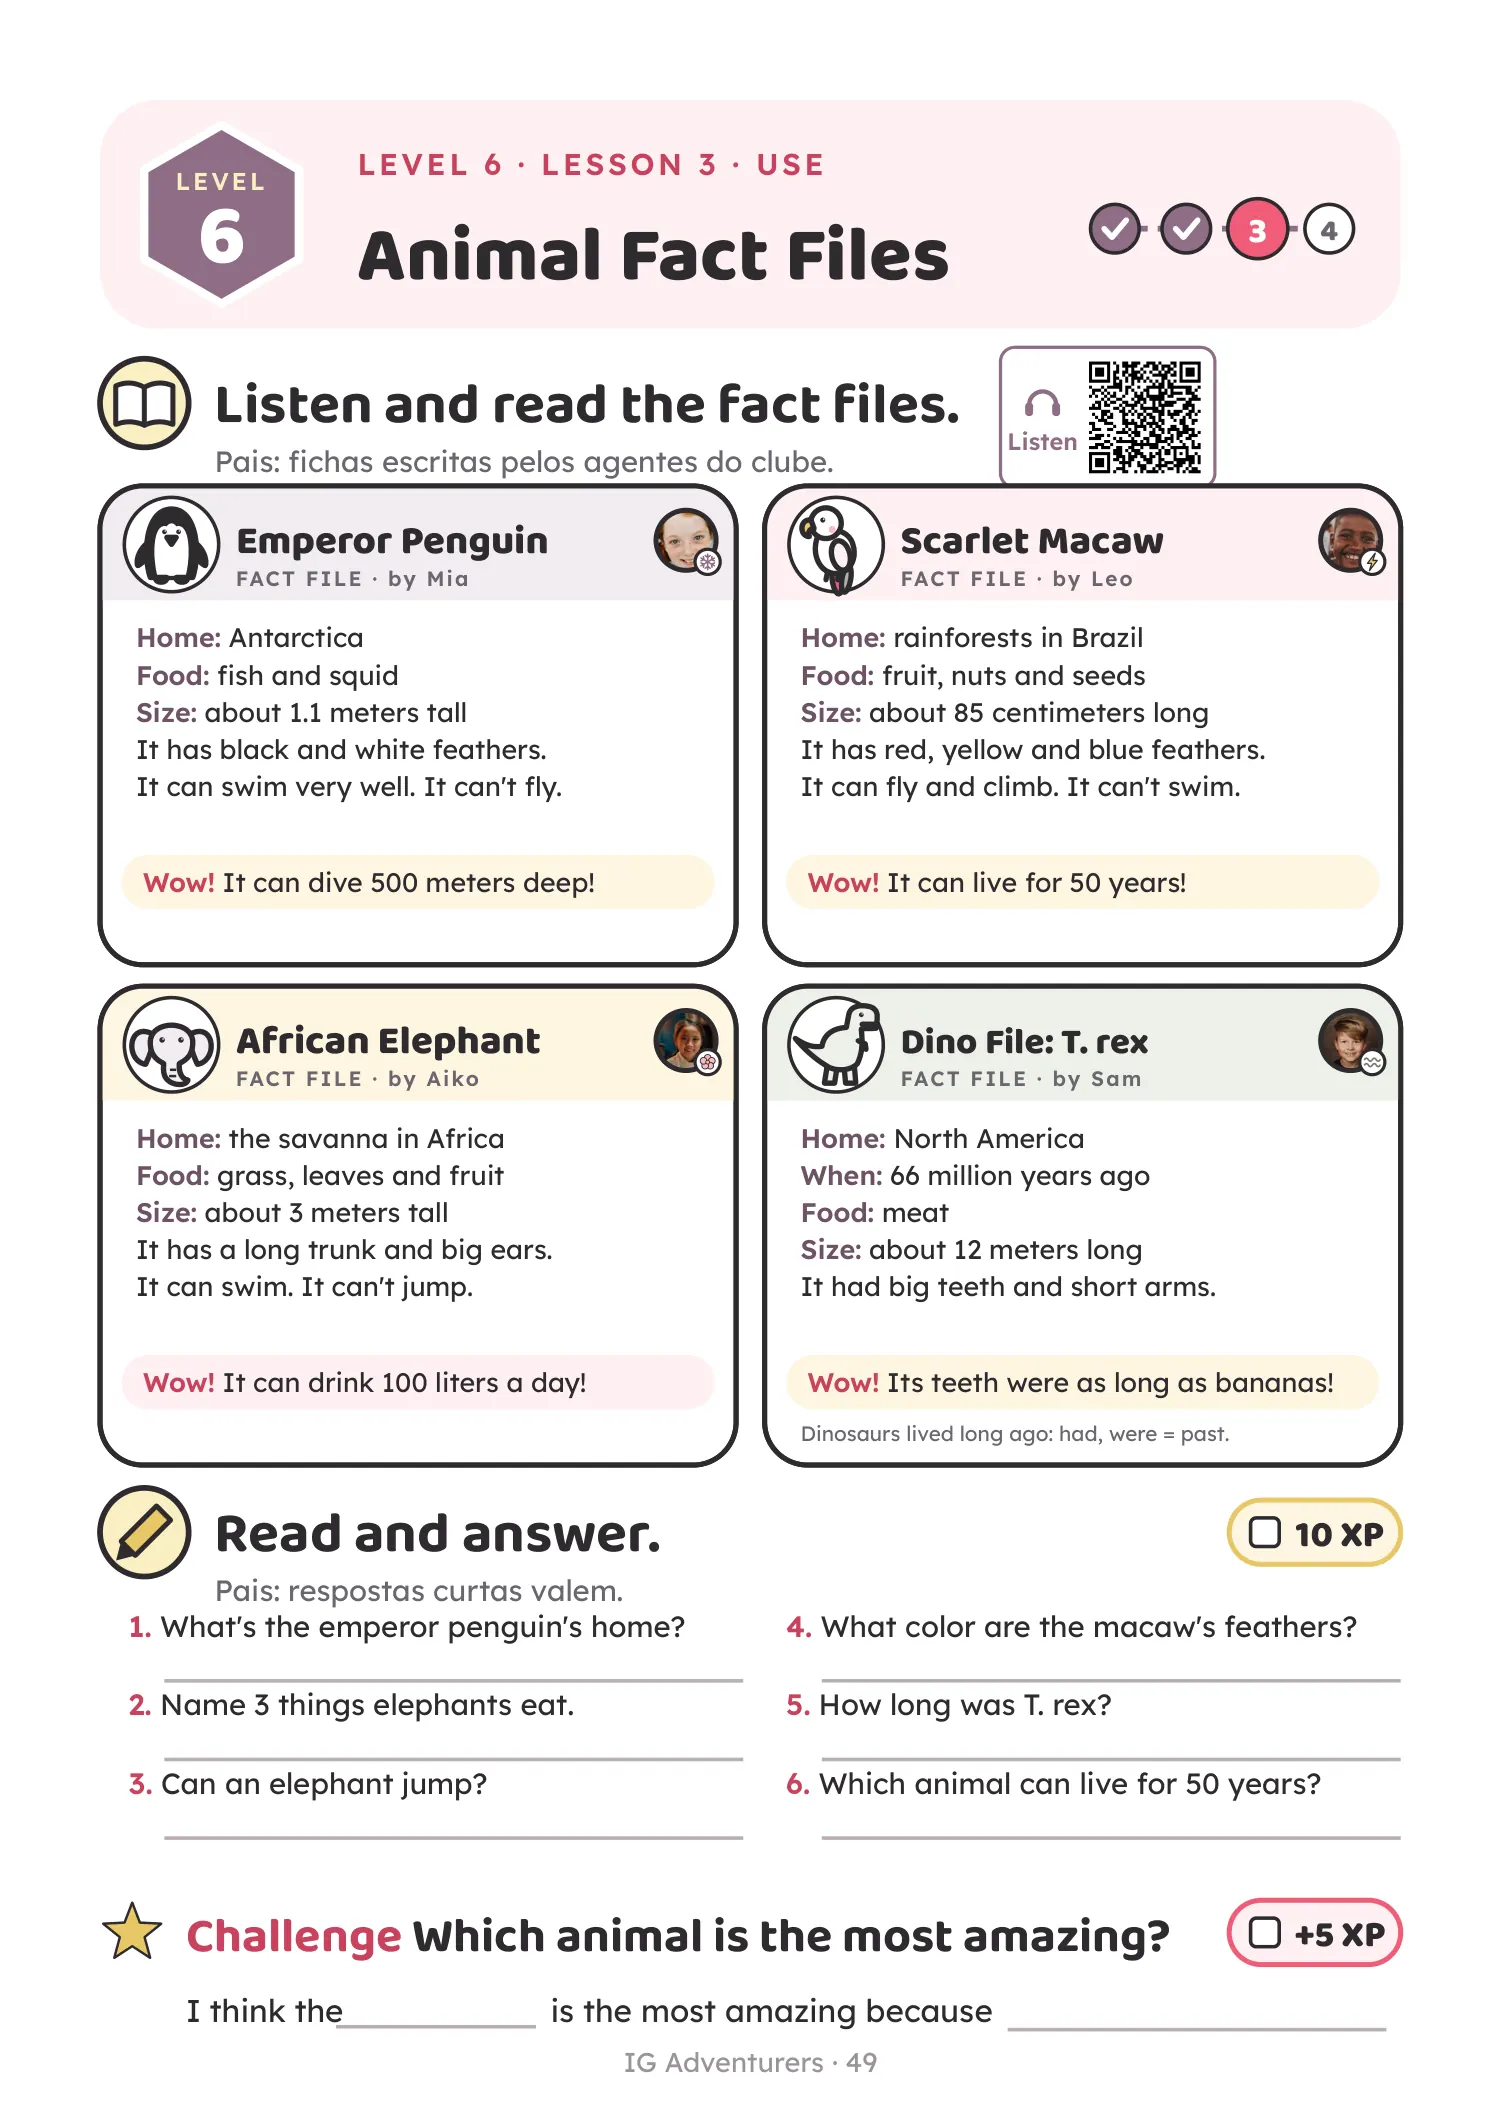 LEVEL
6
LEVEL 6 · LESSON 3 · USE
Animal Fact Files
3
4
Listen and read the fact files.
Pais: fichas escritas pelos agentes do clube.
Listen
Emperor Penguin
FACT FILE · by Mia
Home: Antarctica
Food: fish and squid
Size: about 1.1 meters tall
It has black and white feathers.
It can swim very well. It can't fly.
Wow! It can dive 500 meters deep!
Scarlet Macaw
FACT FILE · by Leo
Home: rainforests in Brazil
Food: fruit, nuts and seeds
Size: about 85 centimeters long
It has red, yellow and blue feathers.
It can fly and climb. It can't swim.
Wow! It can live for 50 years!
African Elephant
FACT FILE · by Aiko
Home: the savanna in Africa
Food: grass, leaves and fruit
Size: about 3 meters tall
It has a long trunk and big ears.
It can swim. It can't jump.
Wow! It can drink 100 liters a day!
Dino File: T. rex
FACT FILE · by Sam
Home: North America
When: 66 million years ago
Food: meat
Size: about 12 meters long
It had big teeth and short arms.
Wow! Its teeth were as long as bananas!
Dinosaurs lived long ago: had, were = past.
Read and answer.
10 XP
Pais: respostas curtas valem.
1. What's the emperor penguin's home?
2. Name 3 things elephants eat.
3. Can an elephant jump?
4. What color are the macaw's feathers?
5. How long was T. rex?
6. Which animal can live for 50 years?
Challenge Which animal is the most amazing?
+5 XP
I think the is the most amazing because
IG Adventurers · 49